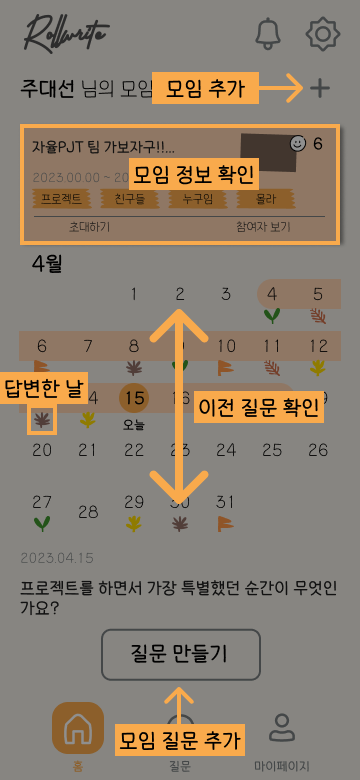 Rollwrite
주대선 님의 모임
모임 추가
자율PJT 팀 가보자구!!...
6
2023.00.00 ~ 20
모임 정보 확인
프로젝트 친구들 누구임 몰라
초대하기 참여자 보기
4월
1 2 3 4 5
6 7 8 9 10 11 12
답변한 날
4 15 16 9
오늘
이전 질문 확인
20 21 22 23 24 25 26
27 28 29 30 31
2023.04.15
프로젝트를 하면서 가장 특별했던 순간이 무엇인
가요?
질문 만들기
모임 질문 추가
홈 질문 마이페이지